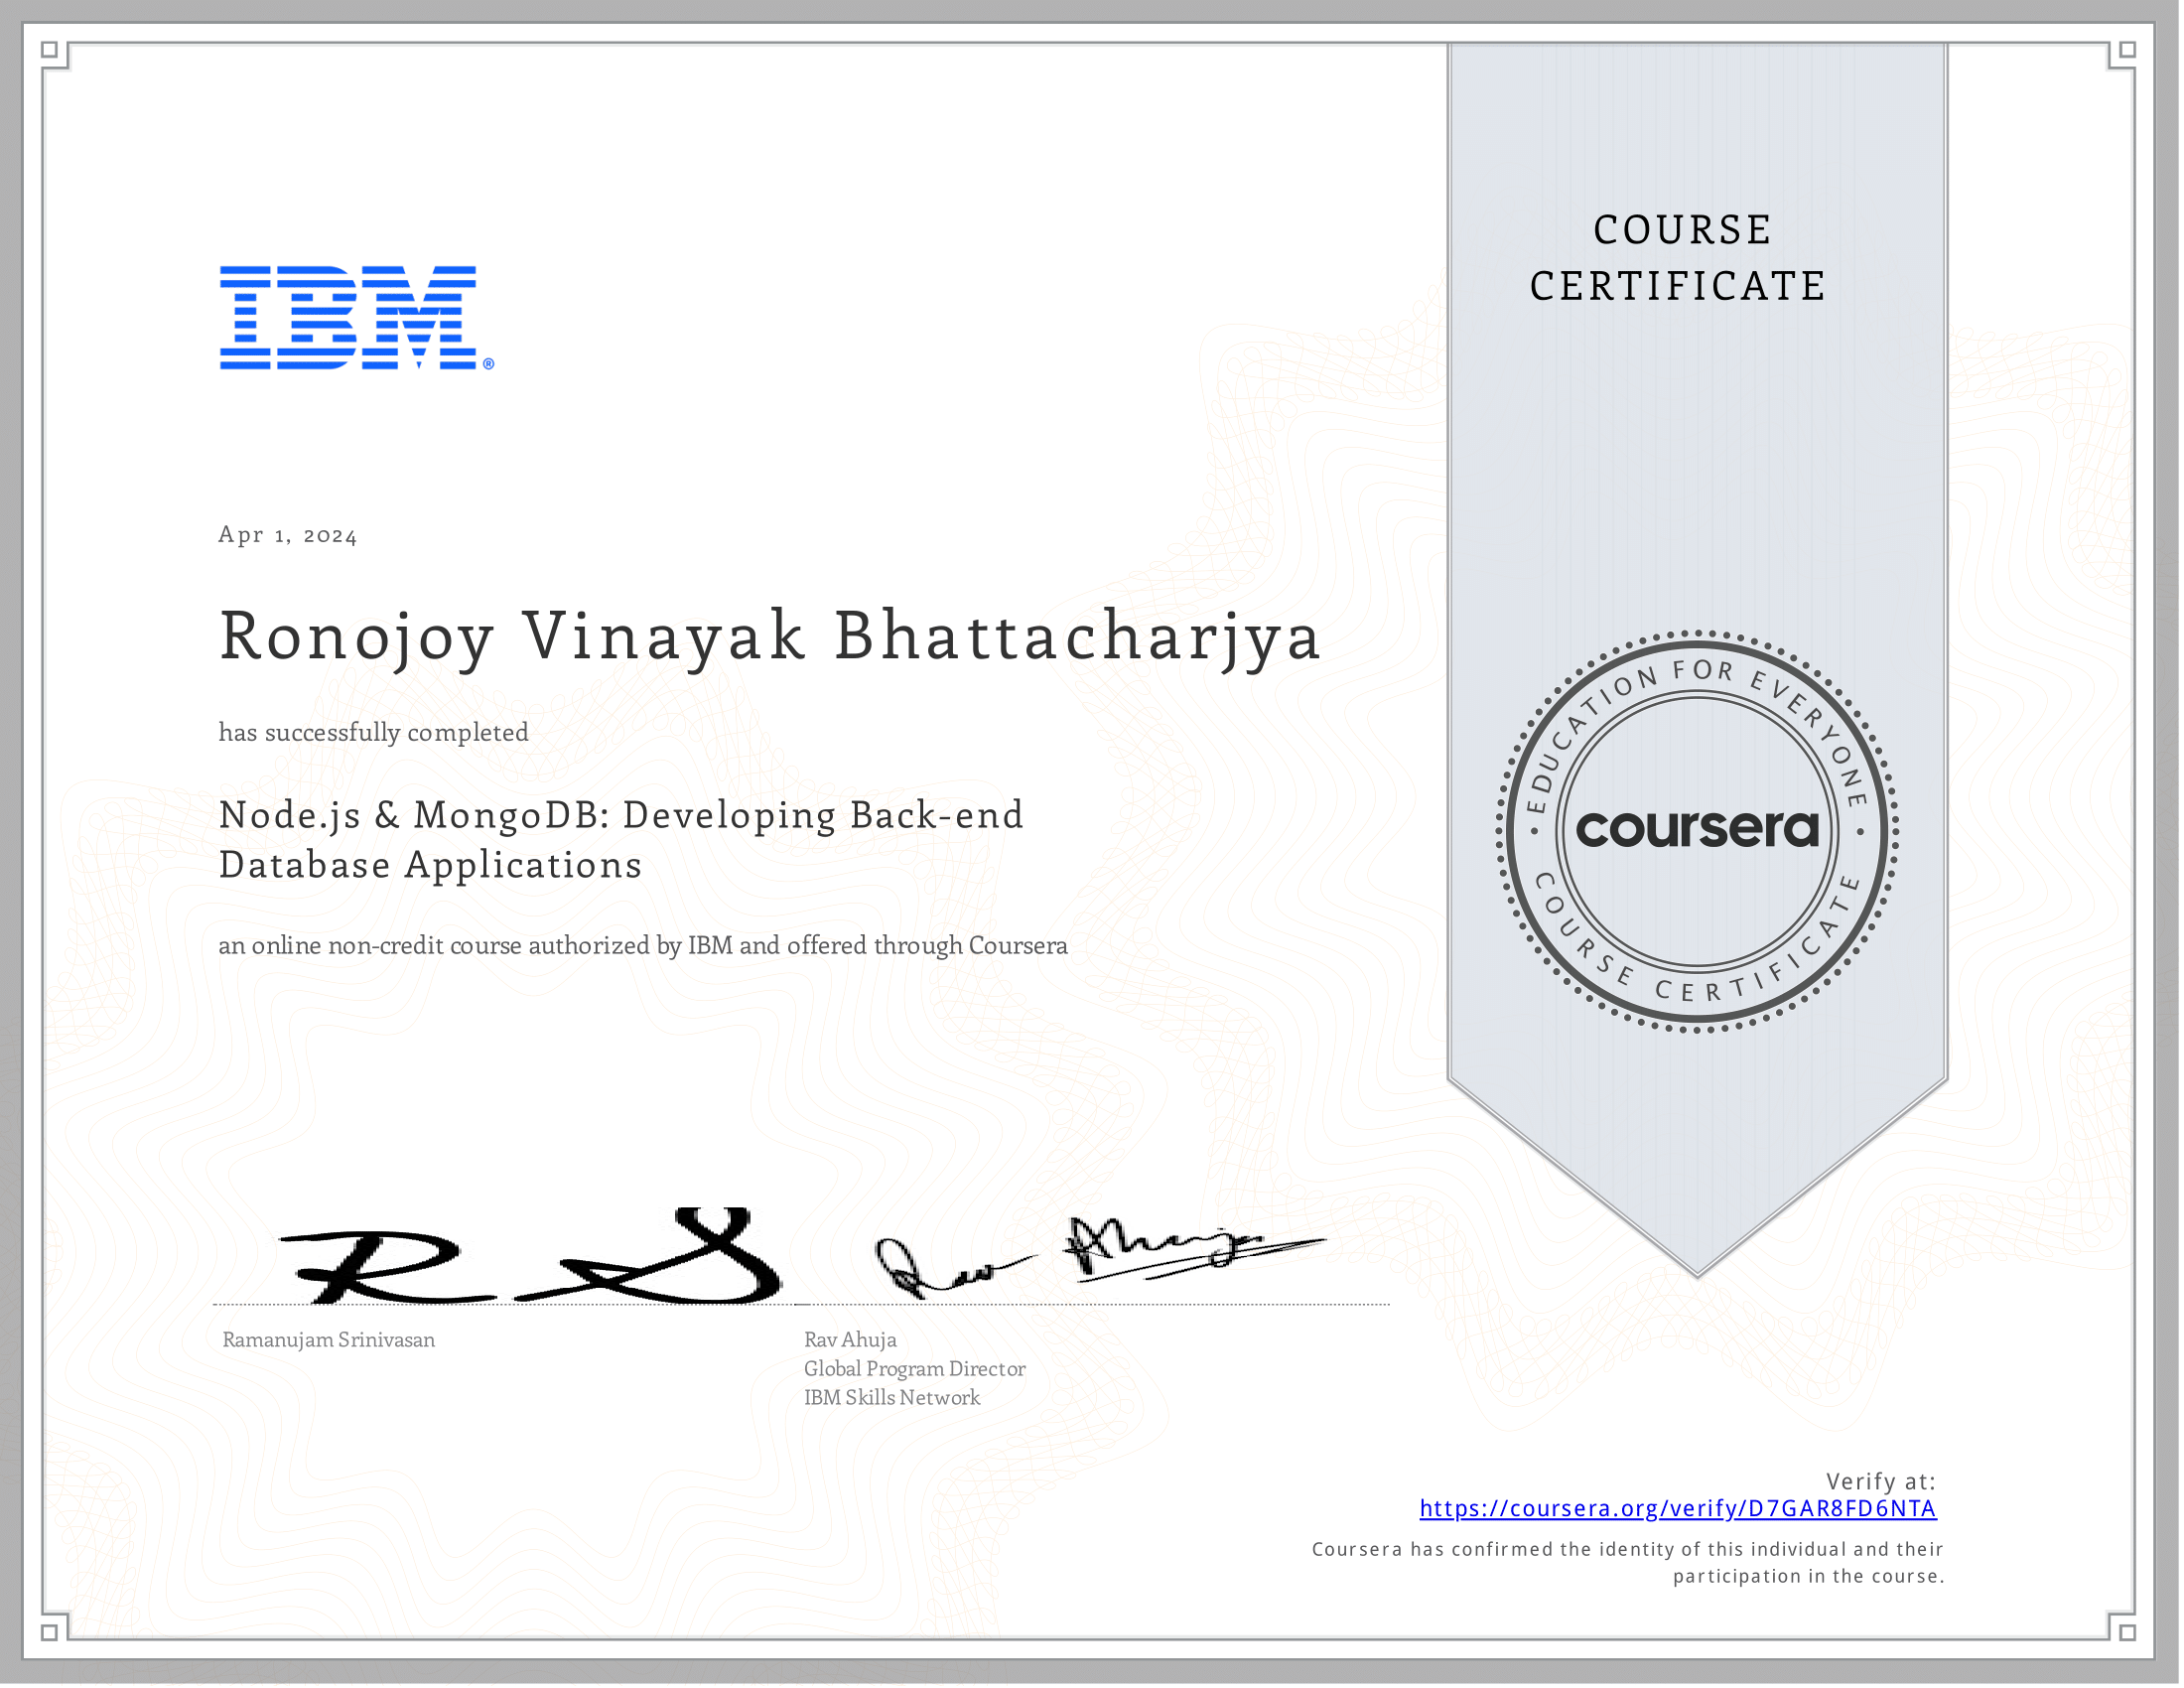 IBM®
COURSE
CERTIFICATE
Apr 1, 2024
Ronojoy Vinayak Bhattacharjya
has successfully completed
Node.js & MongoDB: Developing Back-end
Database Applications
an online non-credit course authorized by IBM and offered through Coursera
EDUCATION FOR EVERYONE
coursera
COURSE CERTIFICATE
Ramanujam Srinivasan
Rav Ahuja
Global Program Director
IBM Skills Network
Verify at:
https://coursera.org/verify/D7GAR8FD6NTA
Coursera has confirmed the identity of this individual and their
participation in the course.